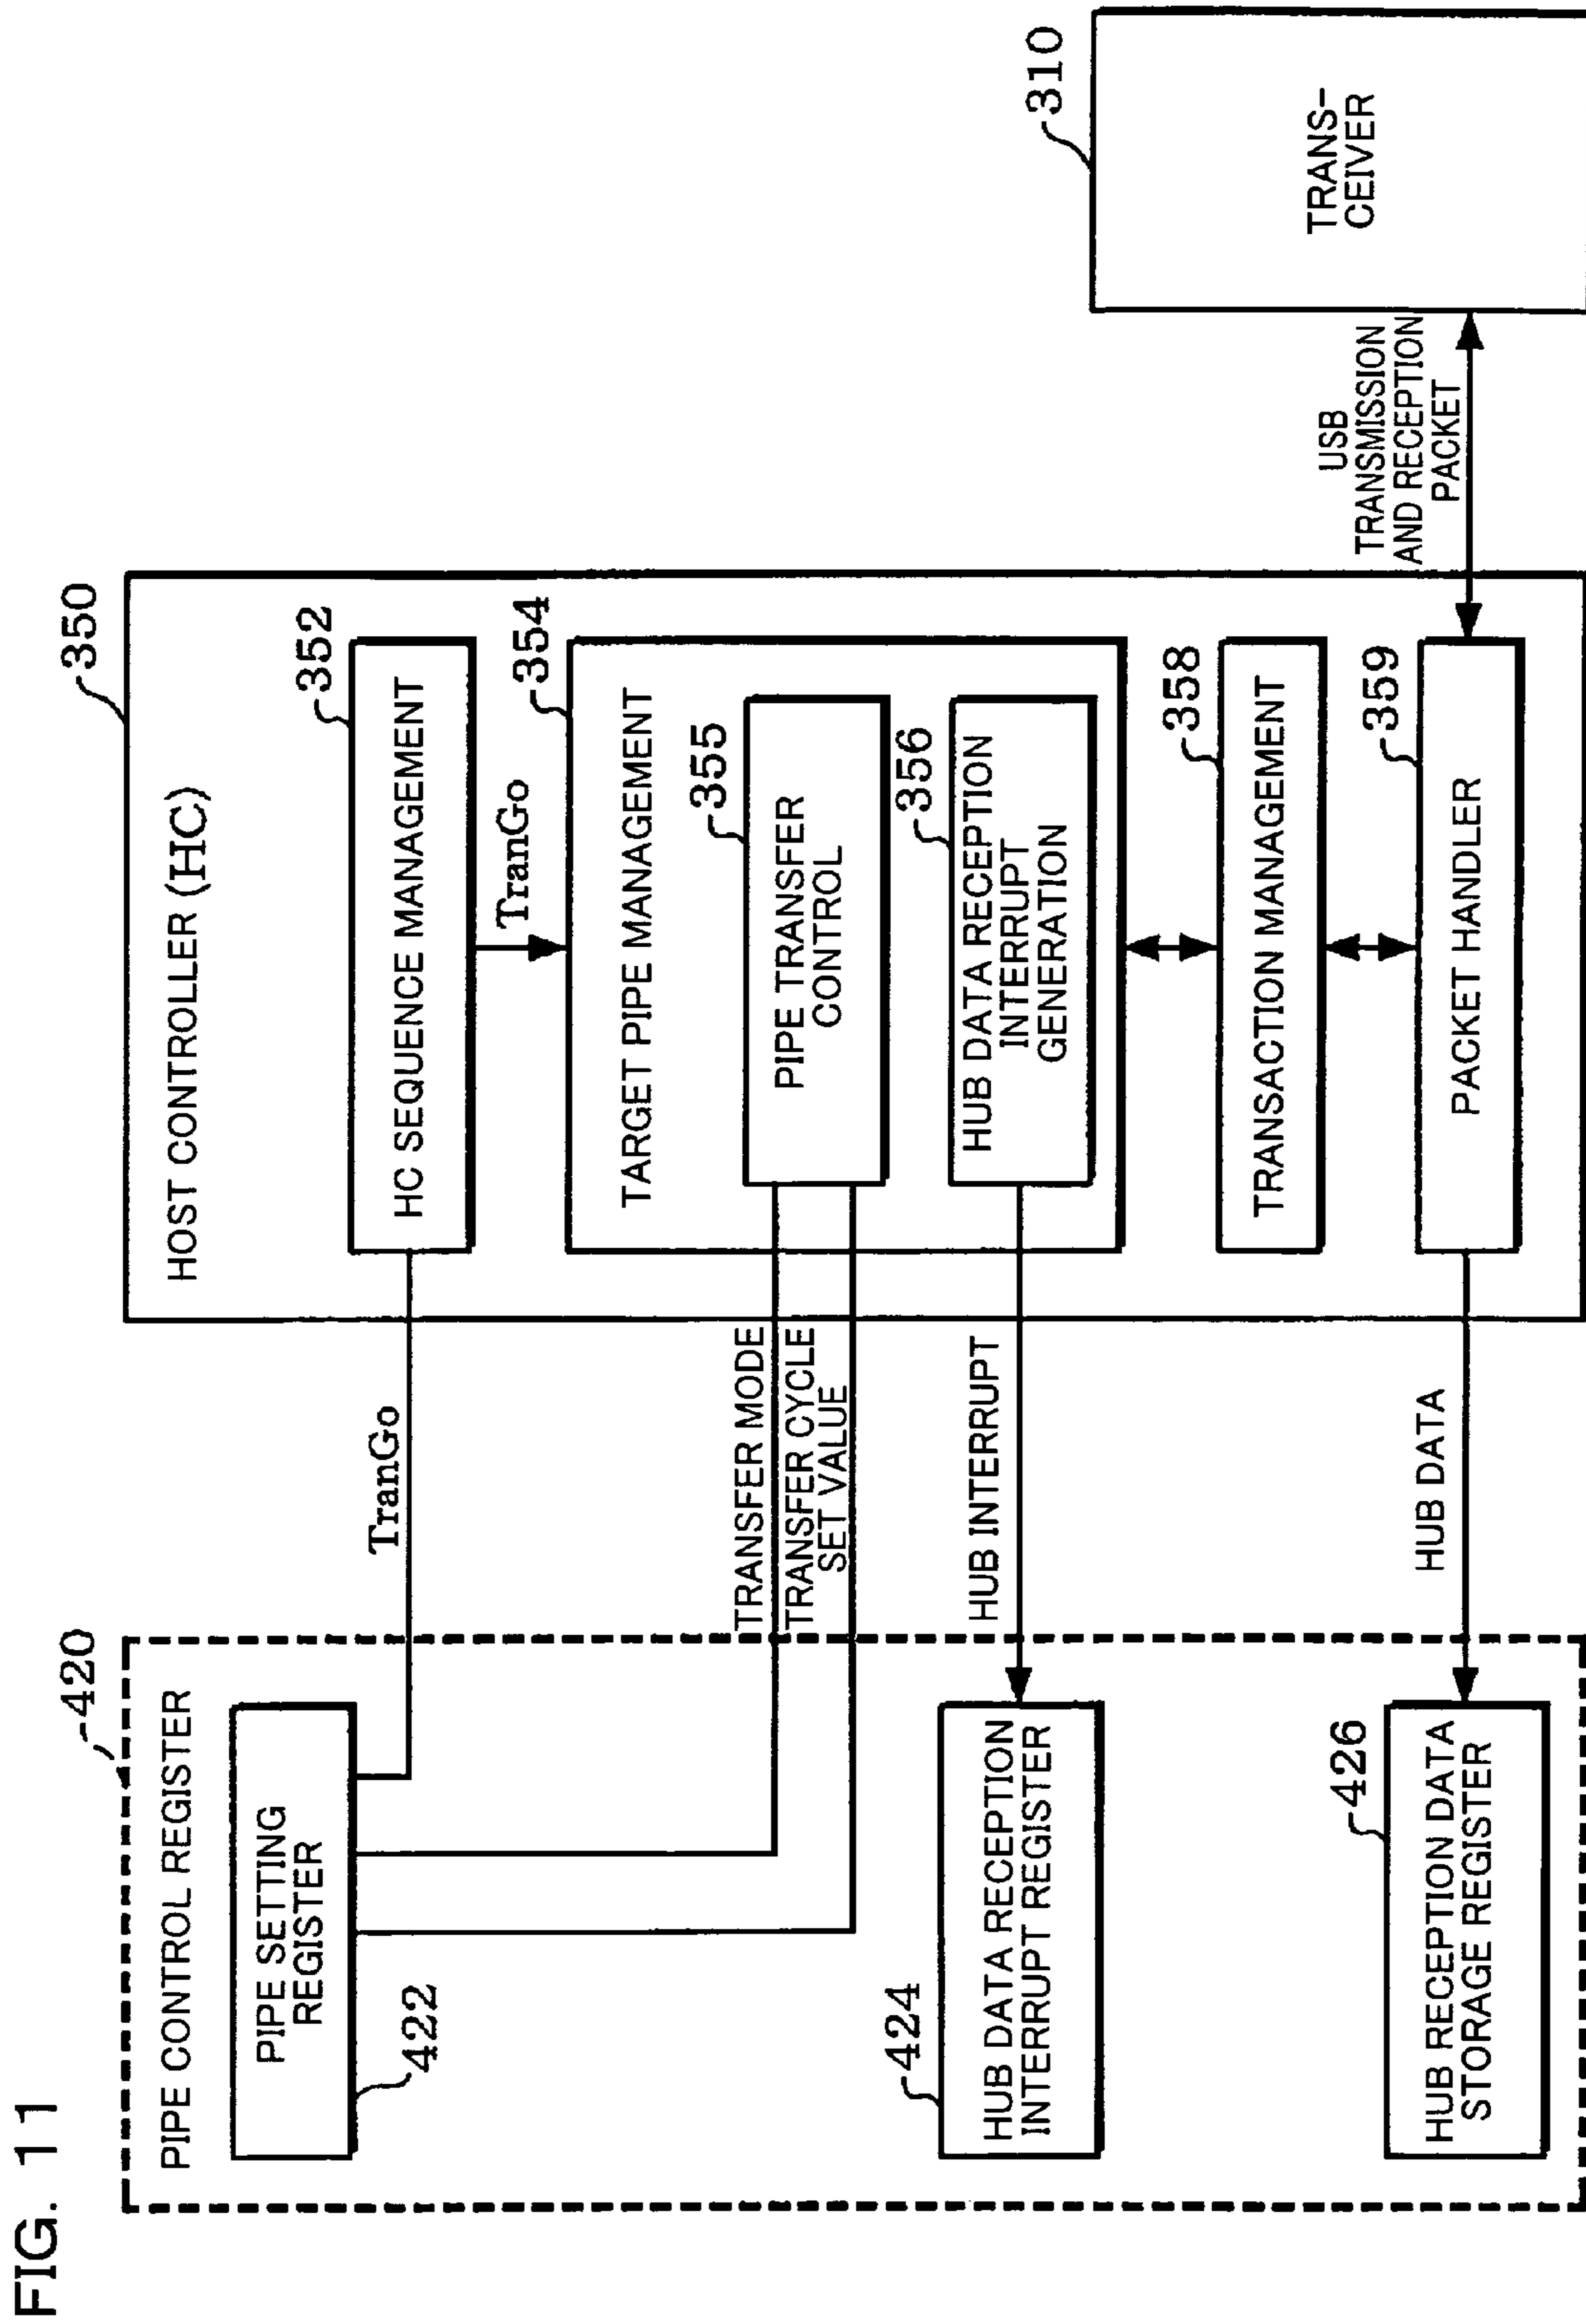 FIG. 11
420
PIPE CONTROL REGISTER
PIPE SETTING
REGISTER
422
424
HUB DATA RECEPTION
INTERRUPT REGISTER
426
HUB RECEPTION DATA
STORAGE REGISTER
TranGo
TRANSFER MODE
TRANSFER CYCLE
SET VALUE
HUB INTERRUPT
HUB DATA
350
HOST CONTROLLER (HC)
352
HC SEQUENCE MANAGEMENT
TranGo
354
TARGET PIPE MANAGEMENT
355
PIPE TRANSFER
CONTROL
356
HUB DATA RECEPTION
INTERRUPT
GENERATION
358
TRANSACTION MANAGEMENT
359
PACKET HANDLER
USB
TRANSMISSION
AND RECEPTION
PACKET
310
TRANS-
CEIVER